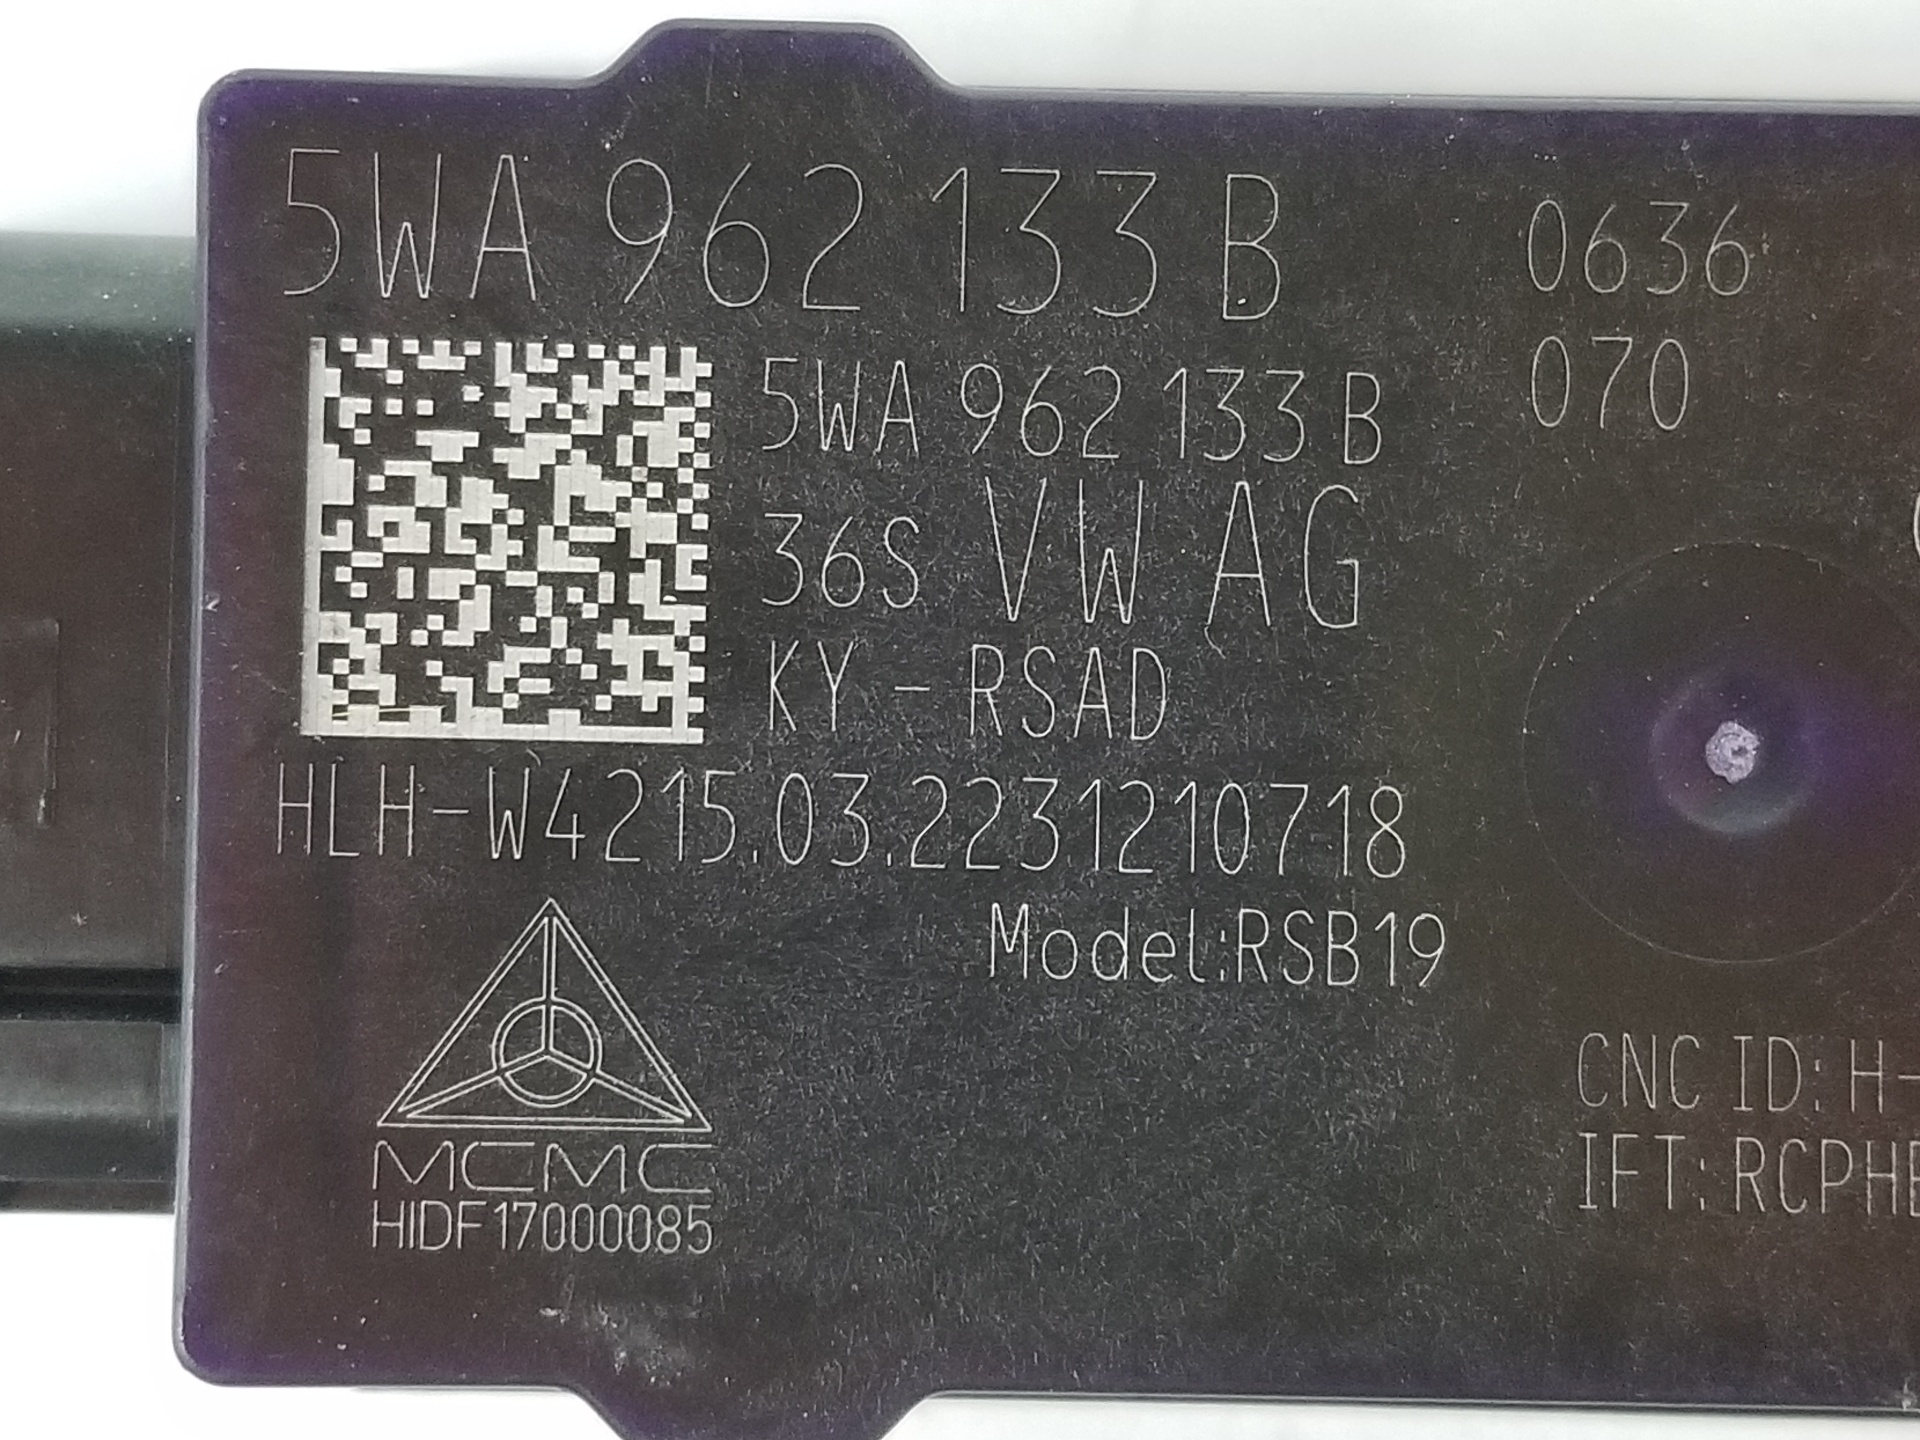 5WA 962 133 B
0636
070
5WA 962 133 B
36S VW AG
KY - RSAD
HLH-W4215.03.2231210718
Model:RSB19
MCMC
HIDF17000085
CNC ID: H-
IFT: RCPHE